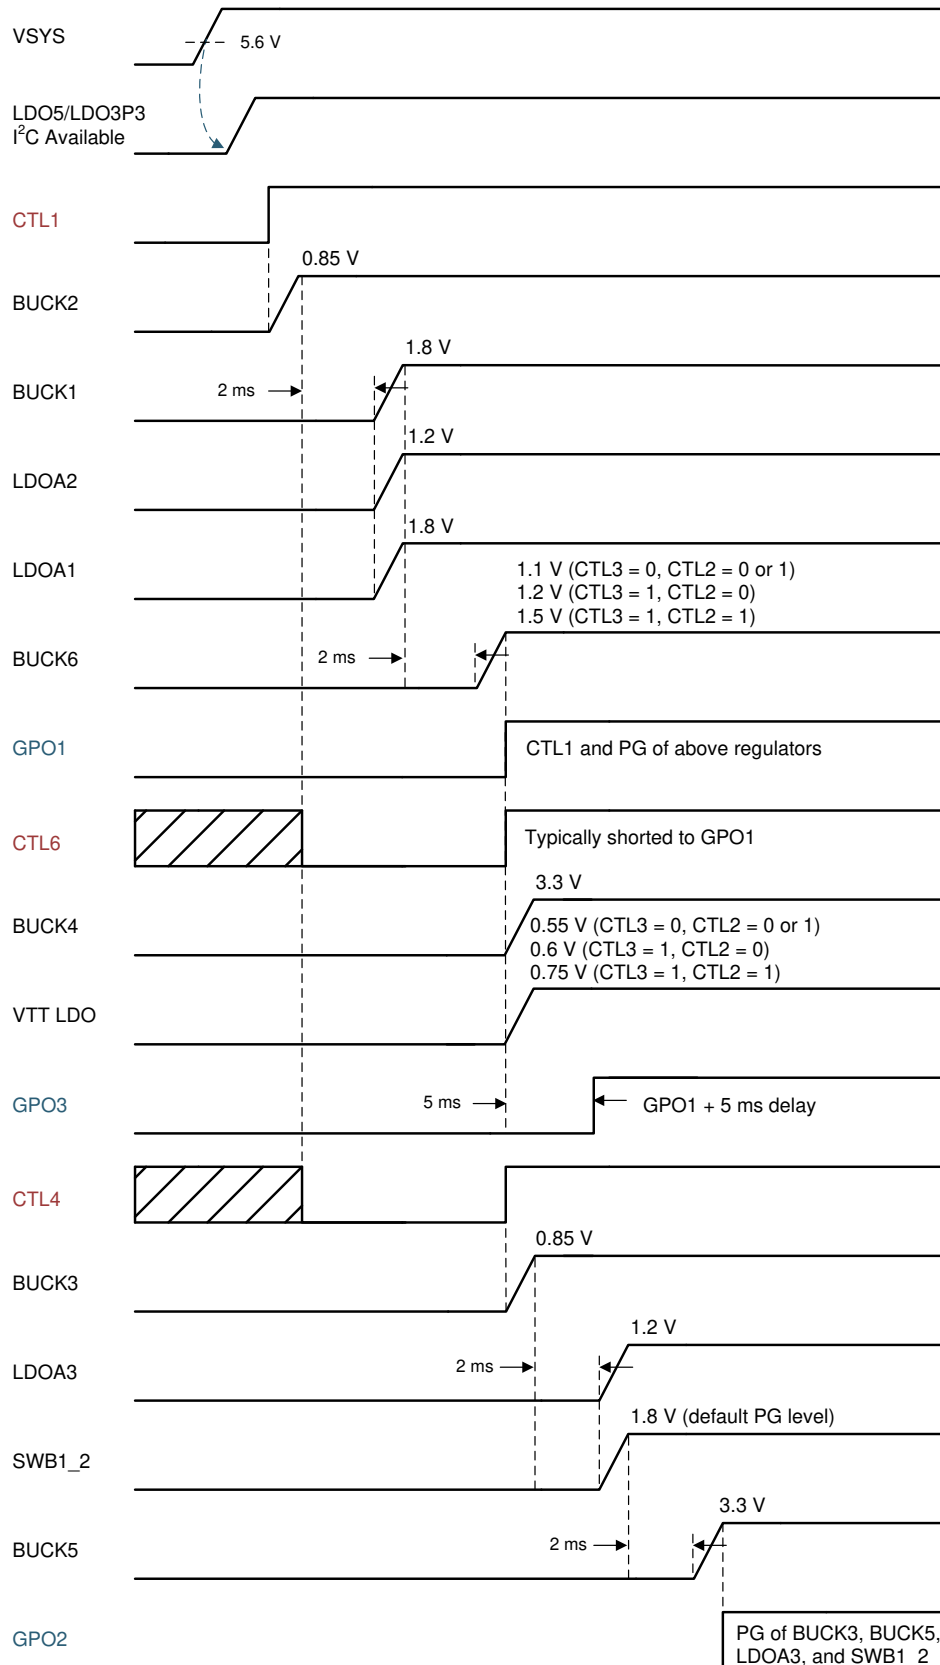 VSYS
5.6 V
LDO5/LDO3P3
I²C Available
CTL1
0.85 V
BUCK2
1.8 V
2 ms
BUCK1
1.2 V
LDOA2
1.8 V
LDOA1
1.1 V (CTL3 = 0, CTL2 = 0 or 1)
1.2 V (CTL3 = 1, CTL2 = 0)
1.5 V (CTL3 = 1, CTL2 = 1)
2 ms
BUCK6
GPO1
CTL1 and PG of above regulators
CTL6
Typically shorted to GPO1
3.3 V
BUCK4
0.55 V (CTL3 = 0, CTL2 = 0 or 1)
0.6 V (CTL3 = 1, CTL2 = 0)
0.75 V (CTL3 = 1, CTL2 = 1)
VTT LDO
GPO3
5 ms
GPO1 + 5 ms delay
CTL4
0.85 V
BUCK3
1.2 V
LDOA3
2 ms
1.8 V (default PG level)
SWB1_2
3.3 V
BUCK5
2 ms
GPO2
PG of BUCK3, BUCK5,
LDOA3, and SWB1_2